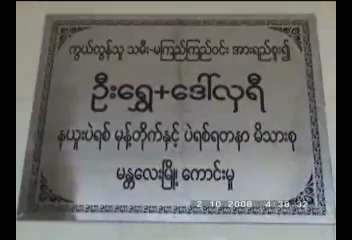 ကွယ်လွန်သူ သမီး-မကြည်ကြည်ဝင်း အားရည်စူး၍
ဦးရွှေ+ဒေါ်လှရီ
နယူးပဲရစ် မုန့်တိုက်နှင့် ပဲရစ်ရတနာ မိသားစု
မန္တလေးမြို့ ကောင်းမှု
2 10 2008 4:38:32